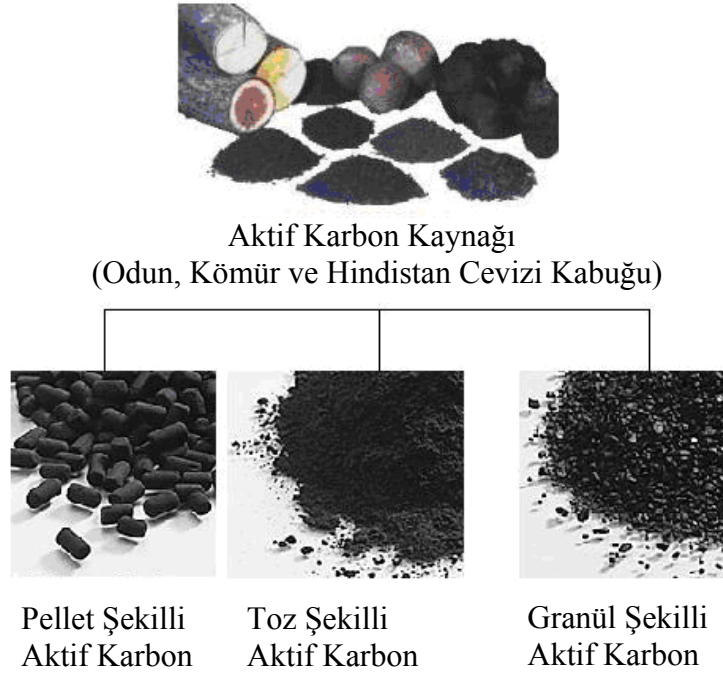 Aktif Karbon Kaynağı
(Odun, Kömür ve Hindistan Cevizi Kabuğu)
Pellet Şekilli
Aktif Karbon
Toz Şekilli
Aktif Karbon
Granül Şekilli
Aktif Karbon